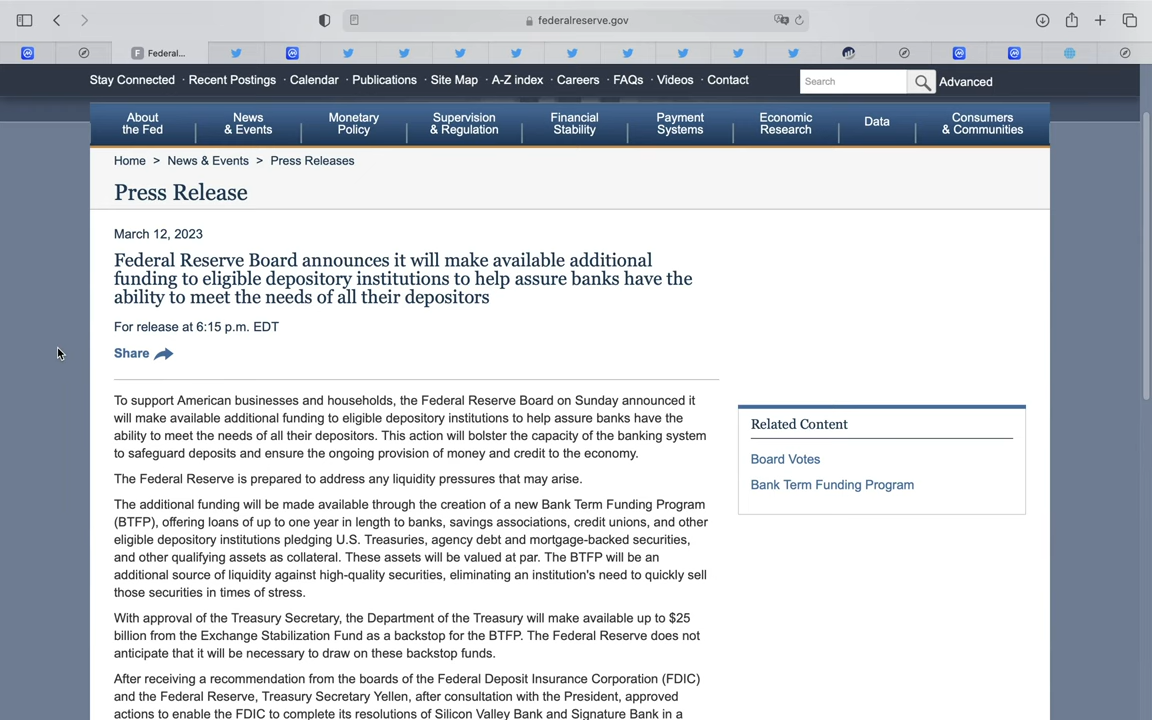 federalreserve.gov
Federal...
Stay Connected · Recent Postings · Calendar · Publications · Site Map · A-Z index · Careers · FAQs · Videos · Contact
Search
Advanced
About the Fed
News & Events
Monetary Policy
Supervision & Regulation
Financial Stability
Payment Systems
Economic Research
Data
Consumers & Communities
Home > News & Events > Press Releases
Press Release
March 12, 2023
Federal Reserve Board announces it will make available additional
funding to eligible depository institutions to help assure banks have the
ability to meet the needs of all their depositors
For release at 6:15 p.m. EDT
Share
To support American businesses and households, the Federal Reserve Board on Sunday announced it
will make available additional funding to eligible depository institutions to help assure banks have the
ability to meet the needs of all their depositors. This action will bolster the capacity of the banking system
to safeguard deposits and ensure the ongoing provision of money and credit to the economy.
The Federal Reserve is prepared to address any liquidity pressures that may arise.
The additional funding will be made available through the creation of a new Bank Term Funding Program
(BTFP), offering loans of up to one year in length to banks, savings associations, credit unions, and other
eligible depository institutions pledging U.S. Treasuries, agency debt and mortgage-backed securities,
and other qualifying assets as collateral. These assets will be valued at par. The BTFP will be an
additional source of liquidity against high-quality securities, eliminating an institution's need to quickly sell
those securities in times of stress.
With approval of the Treasury Secretary, the Department of the Treasury will make available up to $25
billion from the Exchange Stabilization Fund as a backstop for the BTFP. The Federal Reserve does not
anticipate that it will be necessary to draw on these backstop funds.
After receiving a recommendation from the boards of the Federal Deposit Insurance Corporation (FDIC)
and the Federal Reserve, Treasury Secretary Yellen, after consultation with the President, approved
actions to enable the FDIC to complete its resolutions of Silicon Valley Bank and Signature Bank in a
Related Content
Board Votes
Bank Term Funding Program